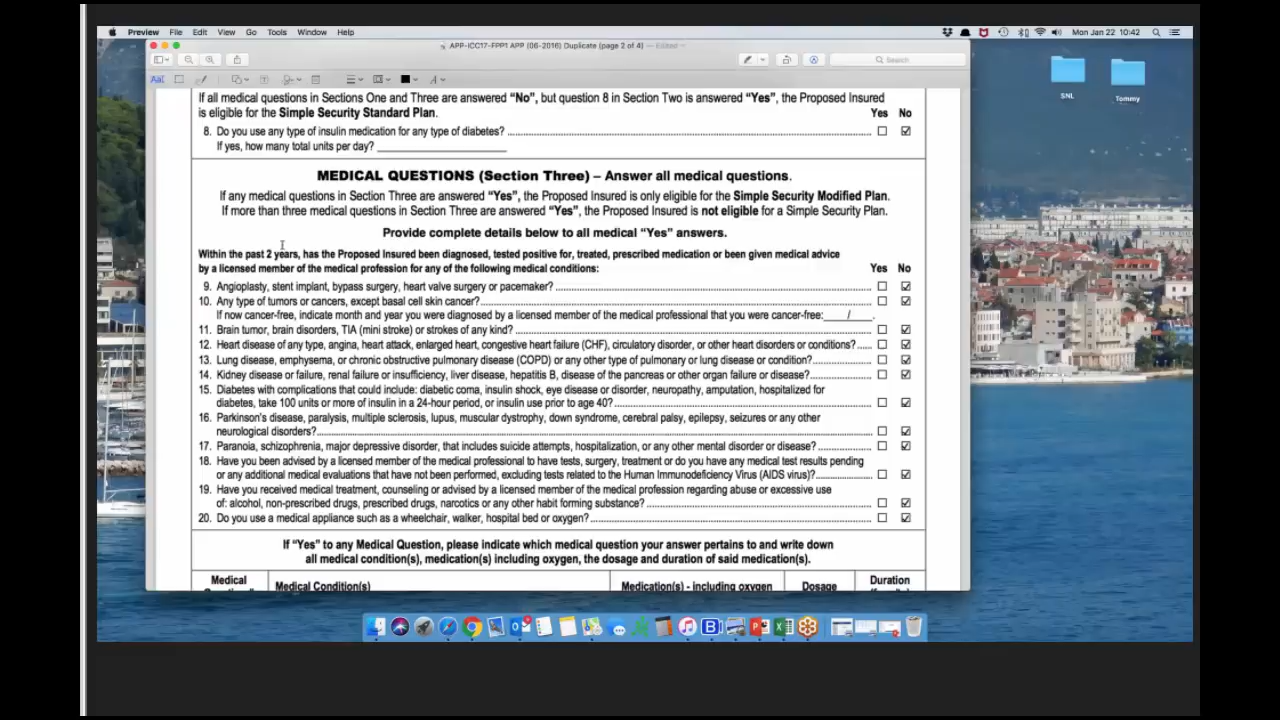 Preview File Edit View Go Tools Window Help Mon Jan 22 10:42
APP-ICC17-FPP1 APP (06-2016) Duplicate (page 2 of 4) — Edited
Search
SNL
Tommy
If all medical questions in Sections One and Three are answered “No”, but question 8 in Section Two is answered “Yes”, the Proposed Insured
is eligible for the Simple Security Standard Plan. Yes No
8. Do you use any type of insulin medication for any type of diabetes?
If yes, how many total units per day?
MEDICAL QUESTIONS (Section Three) – Answer all medical questions.
If any medical questions in Section Three are answered “Yes”, the Proposed Insured is only eligible for the Simple Security Modified Plan.
If more than three medical questions in Section Three are answered “Yes”, the Proposed Insured is not eligible for a Simple Security Plan.
Provide complete details below to all medical “Yes” answers.
Within the past 2 years, has the Proposed Insured been diagnosed, tested positive for, treated, prescribed medication or been given medical advice
by a licensed member of the medical profession for any of the following medical conditions: Yes No
9. Angioplasty, stent implant, bypass surgery, heart valve surgery or pacemaker?
10. Any type of tumors or cancers, except basal cell skin cancer?
If now cancer-free, indicate month and year you were diagnosed by a licensed member of the medical professional that you were cancer-free:____/____.
11. Brain tumor, brain disorders, TIA (mini stroke) or strokes of any kind?
12. Heart disease of any type, angina, heart attack, enlarged heart, congestive heart failure (CHF), circulatory disorder, or other heart disorders or conditions?
13. Lung disease, emphysema, or chronic obstructive pulmonary disease (COPD) or any other type of pulmonary or lung disease or condition?
14. Kidney disease or failure, renal failure or insufficiency, liver disease, hepatitis B, disease of the pancreas or other organ failure or disease?
15. Diabetes with complications that could include: diabetic coma, insulin shock, eye disease or disorder, neuropathy, amputation, hospitalized for
diabetes, take 100 units or more of insulin in a 24-hour period, or insulin use prior to age 40?
16. Parkinson's disease, paralysis, multiple sclerosis, lupus, muscular dystrophy, down syndrome, cerebral palsy, epilepsy, seizures or any other
neurological disorders?
17. Paranoia, schizophrenia, major depressive disorder, that includes suicide attempts, hospitalization, or any other mental disorder or disease?
18. Have you been advised by a licensed member of the medical professional to have tests, surgery, treatment or do you have any medical test results pending
or any additional medical evaluations that have not been performed, excluding tests related to the Human Immunodeficiency Virus (AIDS virus)?
19. Have you received medical treatment, counseling or advised by a licensed member of the medical profession regarding abuse or excessive use
of: alcohol, non-prescribed drugs, prescribed drugs, narcotics or any other habit forming substance?
20. Do you use a medical appliance such as a wheelchair, walker, hospital bed or oxygen?
If “Yes” to any Medical Question, please indicate which medical question your answer pertains to and write down
all medical condition(s), medication(s) including oxygen, the dosage and duration of said medication(s).
Medical Medical Condition(s) Medication(s) - including oxygen Dosage Duration